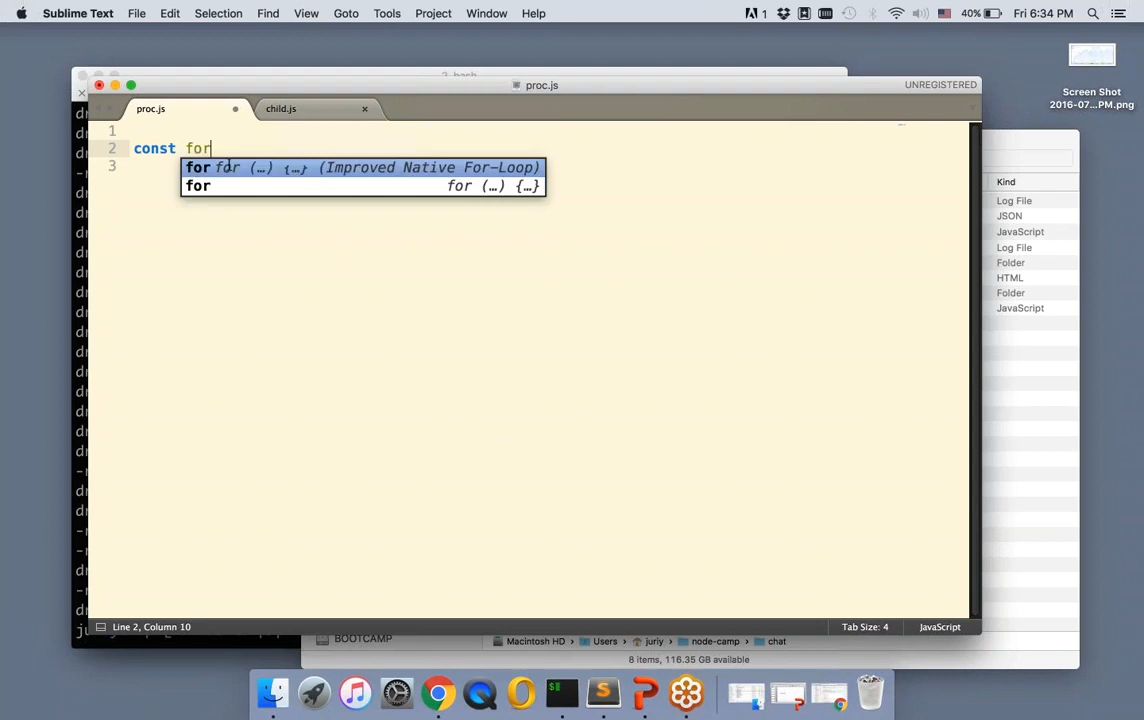 Sublime Text File Edit Selection Find View Goto Tools Project Window Help
1 40% Fri 6:34 PM
Screen Shot
2016-07...PM.png
proc.js UNREGISTERED
proc.js child.js
1
2 const for
3
for for (…) {…} (Improved Native For-Loop)
for for (…) {…}
Kind
Log File
JSON
JavaScript
Log File
Folder
HTML
Folder
JavaScript
Line 2, Column 10 Tab Size: 4 JavaScript
BOOTCAMP
Macintosh HD Users juriy node-camp chat
8 items, 116.35 GB available